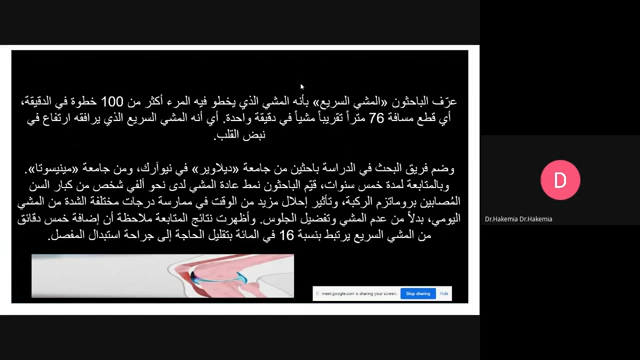 عرّف الباحثون «المشي السريع» بأنه المشي الذي يخطو فيه المرء أكثر من 100 خطوة في الدقيقة،
أي قطع مسافة 76 متراً تقريباً مشياً في دقيقة واحدة. أي أنه المشي السريع الذي يرافقه ارتفاع في
نبض القلب.
وضم فريق البحث في الدراسة باحثين من جامعة «ديلاوير» في نيوآرك، ومن جامعة «مينيسوتا».
وبالمتابعة لمدة خمس سنوات، قيّم الباحثون نمط عادة المشي لدى نحو ألفي شخص من كبار السن
المُصابين بروماتزم الركبة، وتأثير إحلال مزيد من الوقت في ممارسة درجات مختلفة الشدة من المشي
اليومي، بدلاً من عدم المشي وتفضيل الجلوس. وأظهرت نتائج المتابعة ملاحظة أن إضافة خمس دقائق
من المشي السريع يرتبط بنسبة 16 في المائة بتقليل الحاجة إلى جراحة استبدال المفصل.
meet.google.com is sharing your screen. Stop sharing Hide
D
Dr.Hakemia Dr.Hakemia